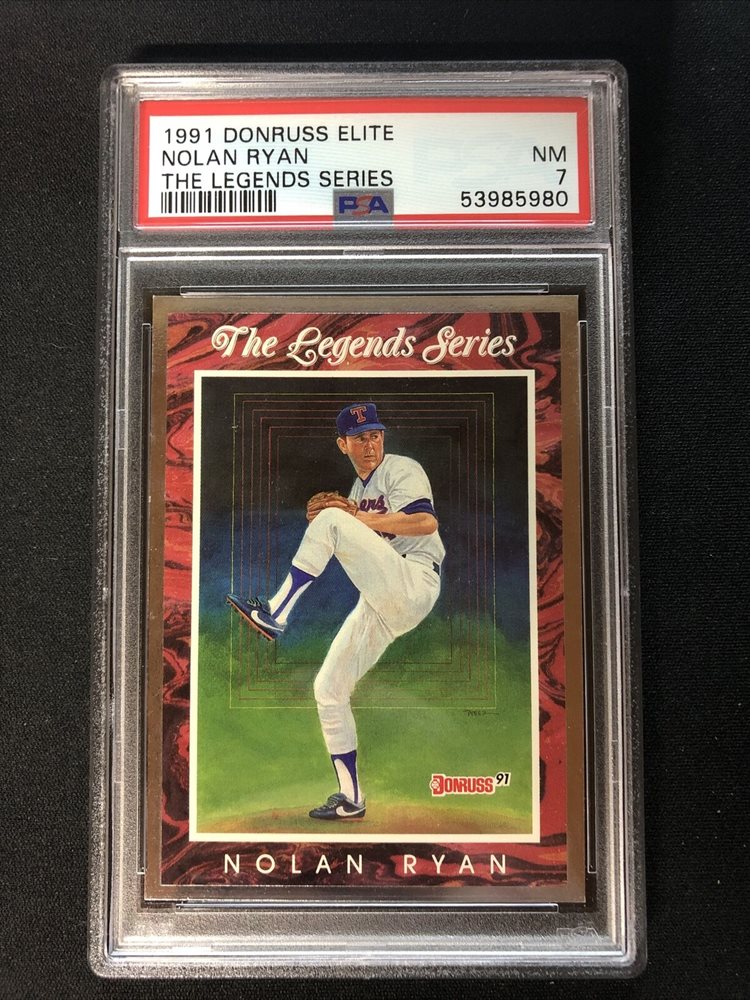 1991 DONRUSS ELITE
NOLAN RYAN NM
THE LEGENDS SERIES 7
PSA 53985980
The Legends Series
T
ers
DONRUSS 91
NOLAN RYAN